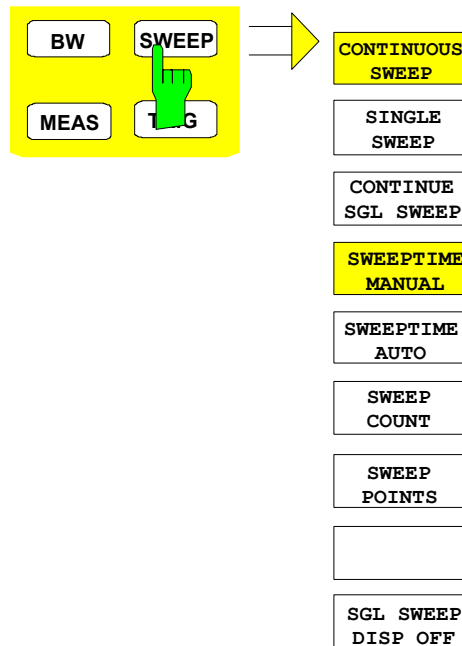 BW SWEEP
MEAS
CONTINUOUS
SWEEP
SINGLE
SWEEP
CONTINUE
SGL SWEEP
SWEEPTIME
MANUAL
SWEEPTIME
AUTO
SWEEP
COUNT
SWEEP
POINTS
SGL SWEEP
DISP OFF